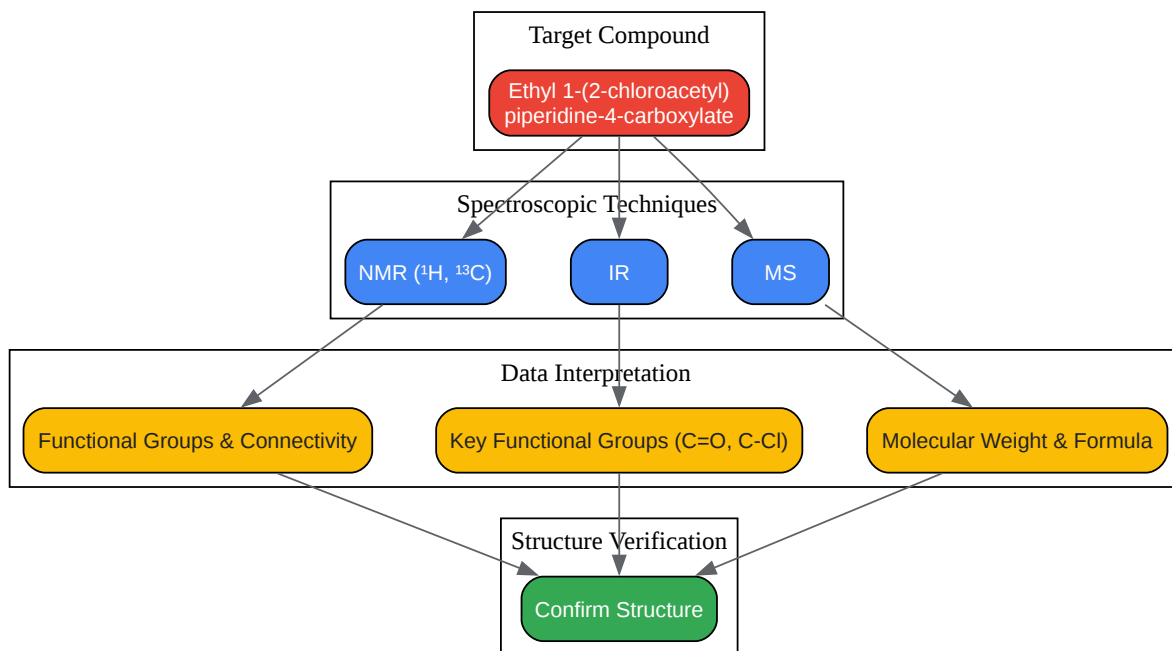 Target Compound
Ethyl 1-(2-chloroacetyl)
piperidine-4-carboxylate
Spectroscopic Techniques
NMR (¹H, ¹³C)
IR
MS
Data Interpretation
Functional Groups & Connectivity
Key Functional Groups (C=O, C-Cl)
Molecular Weight & Formula
Structure Verification
Confirm Structure